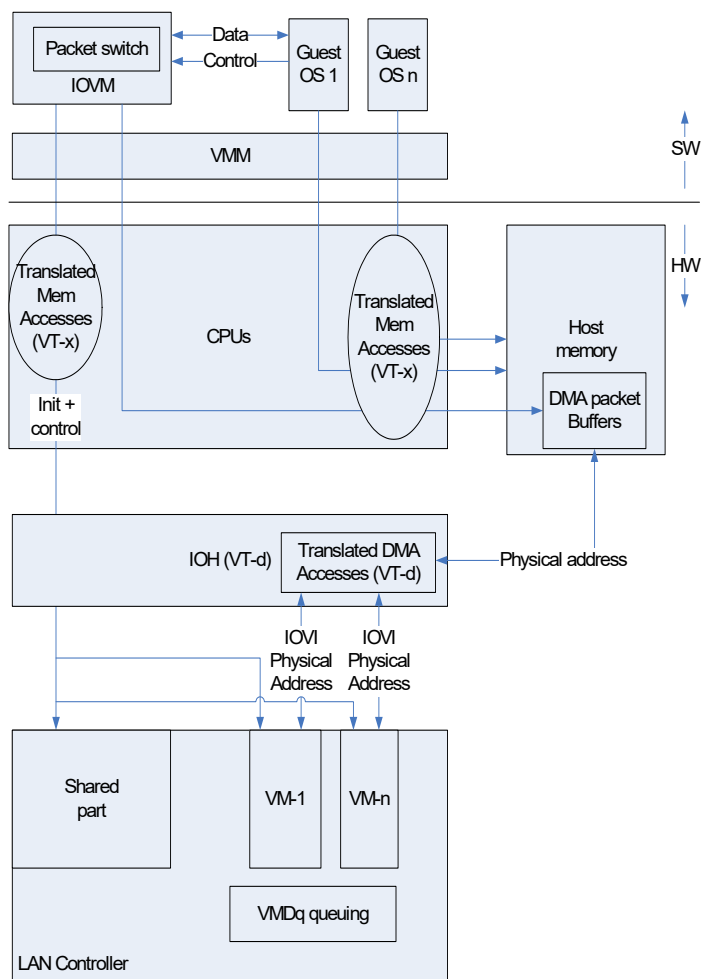 Packet switch
IOVM
Data
Control
Guest
OS 1
Guest
OS n
VMM
SW
HW
Translated
Mem
Accesses
(VT-x)
CPUs
Translated
Mem
Accesses
(VT-x)
Host
memory
DMA packet
Buffers
Init +
control
IOH (VT-d)
Translated DMA
Accesses (VT-d)
Physical address
IOVI
Physical
Address
IOVI
Physical
Address
Shared
part
VM-1
VM-n
VMDq queuing
LAN Controller